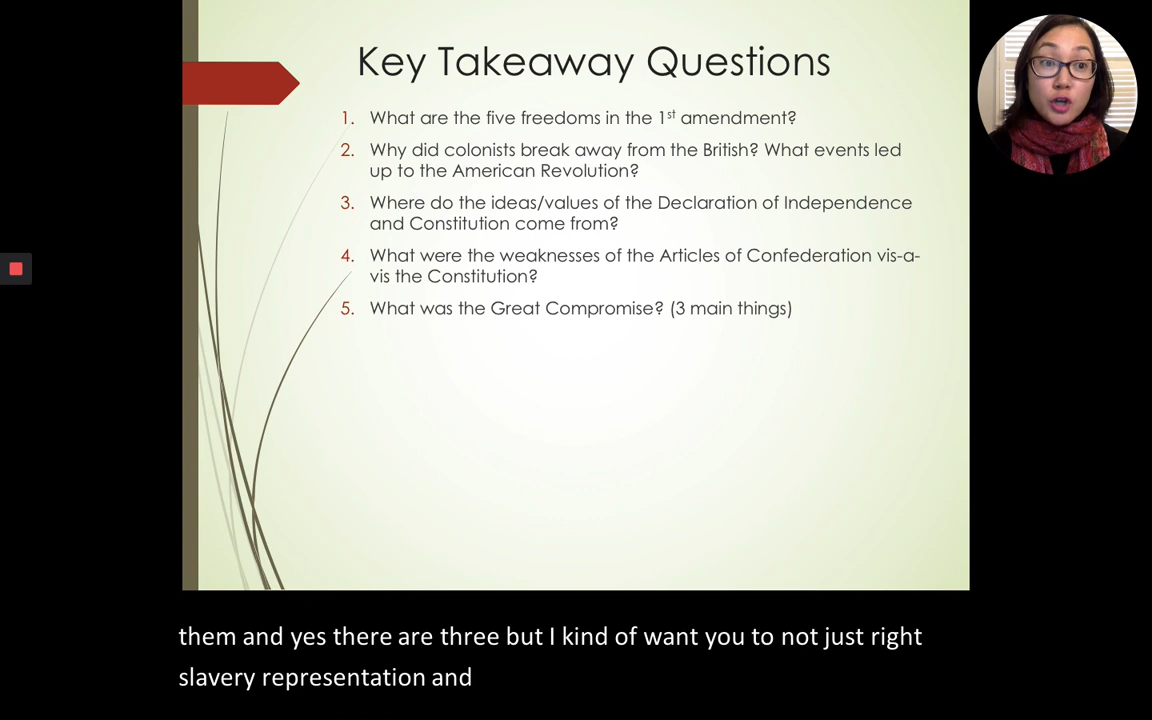 Key Takeaway Questions
1. What are the five freedoms in the 1st amendment?
2. Why did colonists break away from the British? What events led
up to the American Revolution?
3. Where do the ideas/values of the Declaration of Independence
and Constitution come from?
4. What were the weaknesses of the Articles of Confederation vis-a-
vis the Constitution?
5. What was the Great Compromise? (3 main things)
them and yes there are three but I kind of want you to not just right
slavery representation and